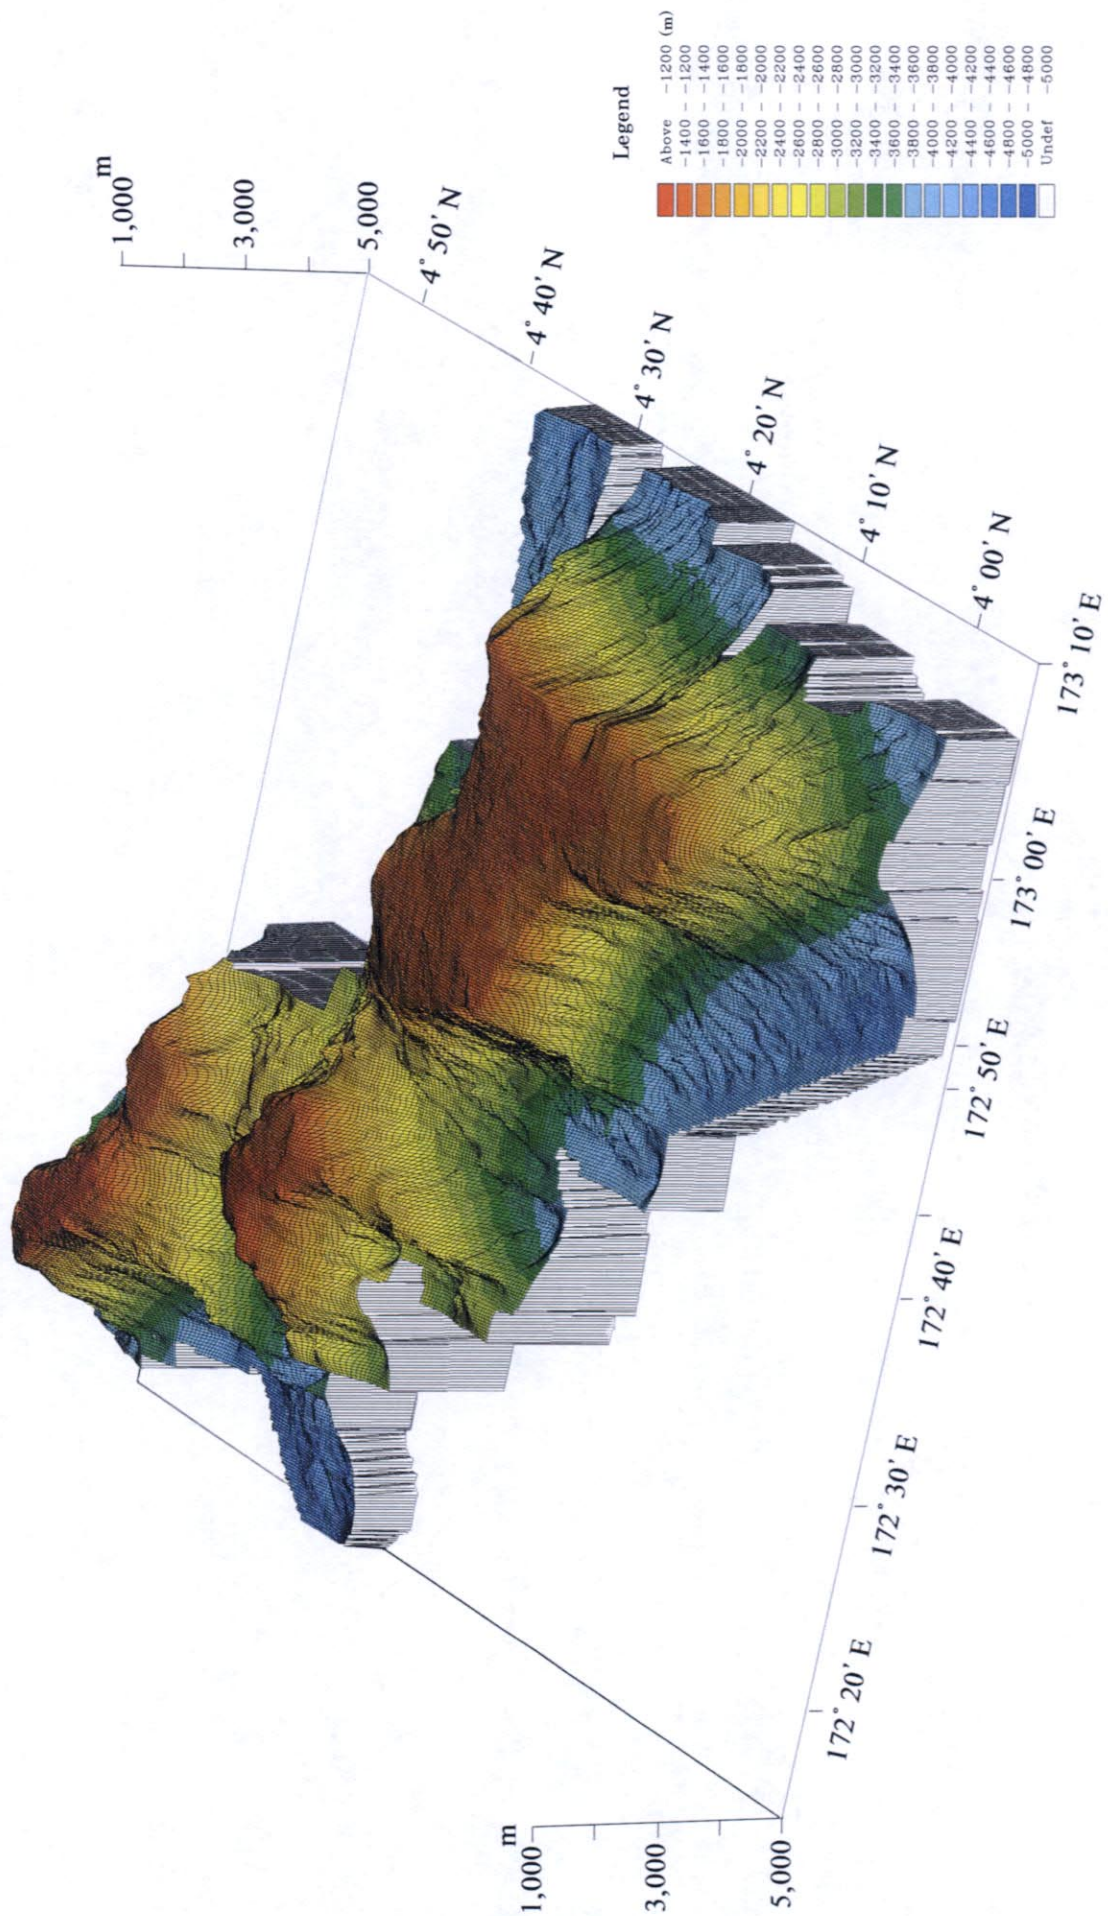 m
1,000
3,000
5,000
4° 50' N
4° 40' N
4° 30' N
4° 20' N
4° 10' N
4° 00' N
173° 10' E
173° 00' E
172° 50' E
172° 40' E
172° 30' E
172° 20' E
m
1,000
3,000
5,000
Legend
Above -1200 (m)
-1400 - -1200
-1600 - -1400
-1800 - -1600
-2000 - -1800
-2200 - -2000
-2400 - -2200
-2600 - -2400
-2800 - -2600
-3000 - -2800
-3200 - -3000
-3400 - -3200
-3600 - -3400
-3800 - -3600
-4000 - -3800
-4200 - -4000
-4400 - -4200
-4600 - -4400
-4800 - -4600
-5000 - -4800
Undef -5000